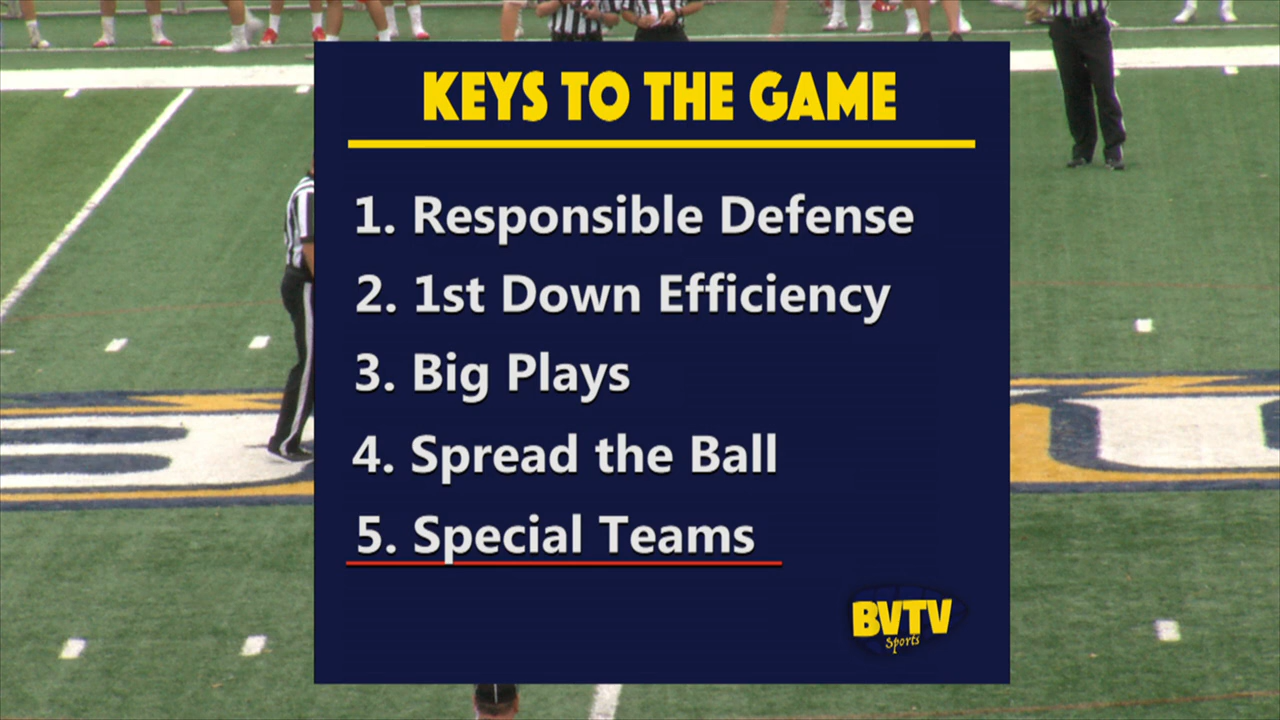 KEYS TO THE GAME
1. Responsible Defense
2. 1st Down Efficiency
3. Big Plays
4. Spread the Ball
5. Special Teams
BVTV
Sports